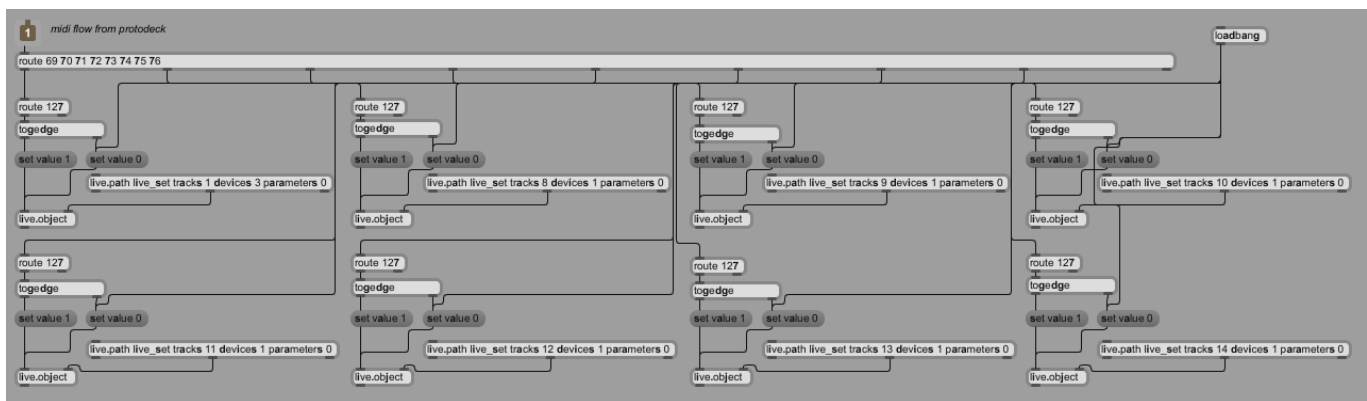 1
midi flow from protodeck
loadbang
route 69 70 71 72 73 74 75 76
route 127
route 127
route 127
route 127
togedge
togedge
togedge
togedge
set value 1 set value 0
set value 1 set value 0
set value 1 set value 0
set value 1 set value 0
live.path live_set tracks 1 devices 3 parameters 0
live.path live_set tracks 8 devices 1 parameters 0
live.path live_set tracks 9 devices 1 parameters 0
live.path live_set tracks 10 devices 1 parameters 0
live.object
live.object
live.object
live.object
route 127
route 127
route 127
route 127
togedge
togedge
togedge
togedge
set value 1 set value 0
set value 1 set value 0
set value 1 set value 0
set value 1 set value 0
live.path live_set tracks 11 devices 1 parameters 0
live.path live_set tracks 12 devices 1 parameters 0
live.path live_set tracks 13 devices 1 parameters 0
live.path live_set tracks 14 devices 1 parameters 0
live.object
live.object
live.object
live.object